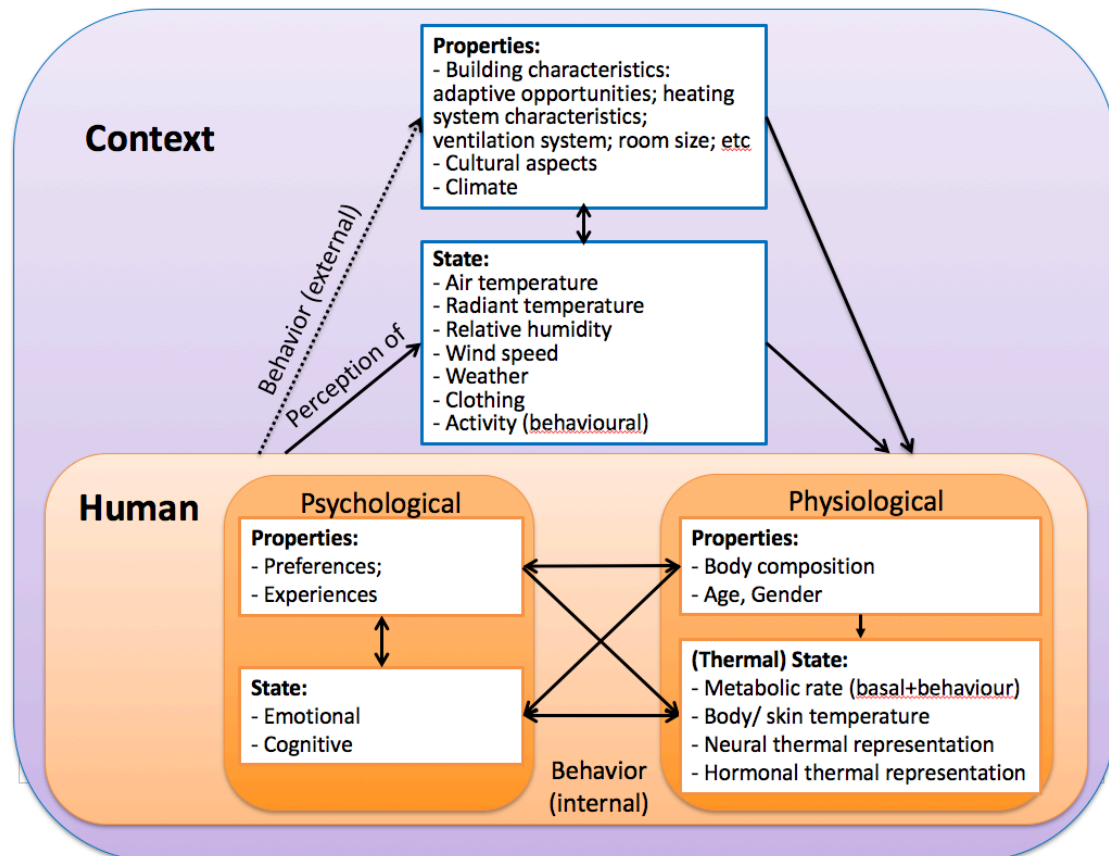 Context
Properties:
- Building characteristics:
adaptive opportunities; heating
system characteristics;
ventilation system; room size; etc
- Cultural aspects
- Climate
Behavior (external)
Perception of
State:
- Air temperature
- Radiant temperature
- Relative humidity
- Wind speed
- Weather
- Clothing
- Activity (behavioural)
Human
Psychological
Properties:
- Preferences;
- Experiences
State:
- Emotional
- Cognitive
Behavior
(internal)
Physiological
Properties:
- Body composition
- Age, Gender
(Thermal) State:
- Metabolic rate (basal+behaviour)
- Body/ skin temperature
- Neural thermal representation
- Hormonal thermal representation